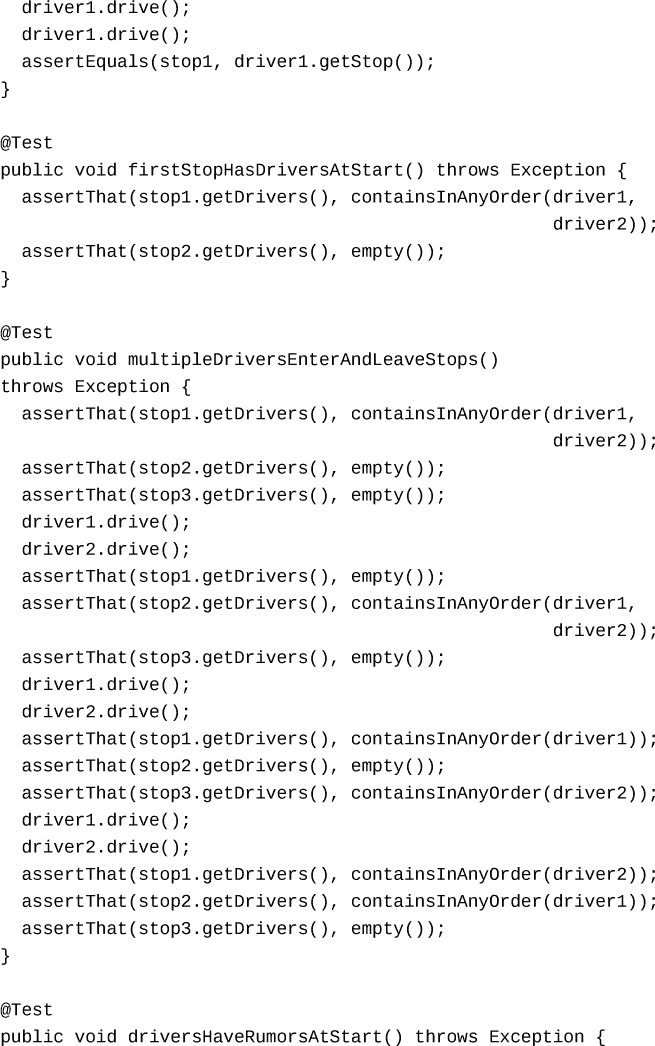 driver1.drive();
  driver1.drive();
  assertEquals(stop1, driver1.getStop());
}

@Test
public void firstStopHasDriversAtStart() throws Exception {
  assertThat(stop1.getDrivers(), containsInAnyOrder(driver1,
                                                    driver2));
  assertThat(stop2.getDrivers(), empty());
}

@Test
public void multipleDriversEnterAndLeaveStops()
throws Exception {
  assertThat(stop1.getDrivers(), containsInAnyOrder(driver1,
                                                    driver2));
  assertThat(stop2.getDrivers(), empty());
  assertThat(stop3.getDrivers(), empty());
  driver1.drive();
  driver2.drive();
  assertThat(stop1.getDrivers(), empty());
  assertThat(stop2.getDrivers(), containsInAnyOrder(driver1,
                                                    driver2));
  assertThat(stop3.getDrivers(), empty());
  driver1.drive();
  driver2.drive();
  assertThat(stop1.getDrivers(), containsInAnyOrder(driver1));
  assertThat(stop2.getDrivers(), empty());
  assertThat(stop3.getDrivers(), containsInAnyOrder(driver2));
  driver1.drive();
  driver2.drive();
  assertThat(stop1.getDrivers(), containsInAnyOrder(driver2));
  assertThat(stop2.getDrivers(), containsInAnyOrder(driver1));
  assertThat(stop3.getDrivers(), empty());
}

@Test
public void driversHaveRumorsAtStart() throws Exception {